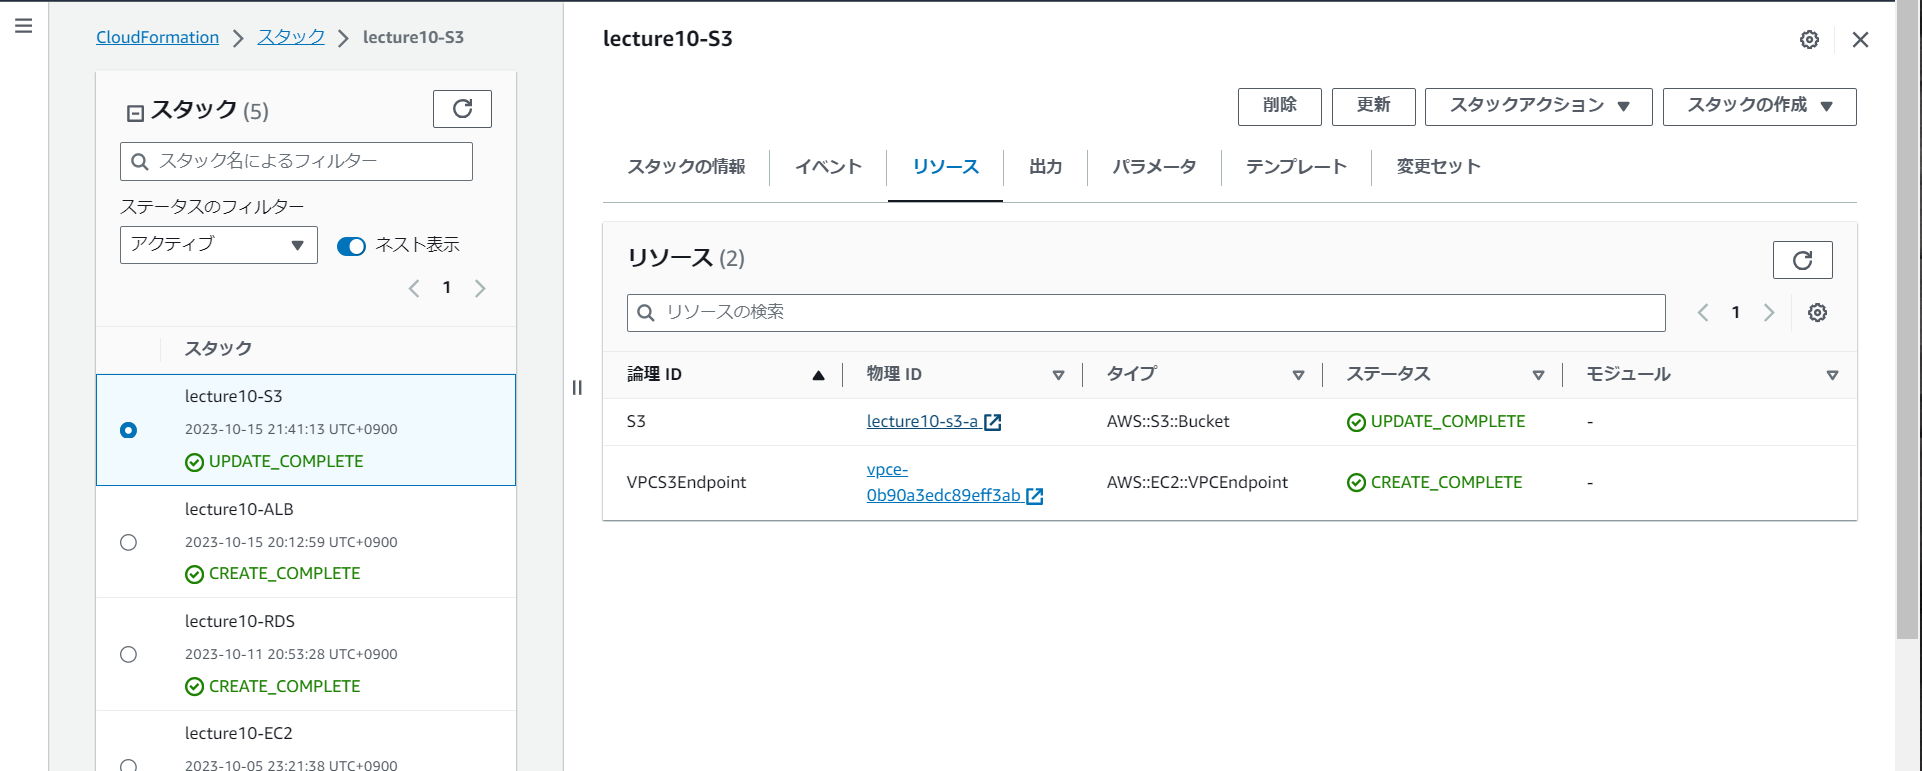 CloudFormation > スタック > lecture10-S3
スタック (5)
スタック名によるフィルター
ステータスのフィルター
アクティブ
ネスト表示
1
スタック
lecture10-S3
2023-10-15 21:41:13 UTC+0900
UPDATE_COMPLETE
lecture10-ALB
2023-10-15 20:12:59 UTC+0900
CREATE_COMPLETE
lecture10-RDS
2023-10-11 20:53:28 UTC+0900
CREATE_COMPLETE
lecture10-EC2
2023-10-05 23:21:38 UTC+0900
lecture10-S3
削除 更新 スタックアクション スタックの作成
スタックの情報 イベント リソース 出力 パラメータ テンプレート 変更セット
リソース (2)
リソースの検索
1
論理 ID 物理 ID タイプ ステータス モジュール
S3 lecture10-s3-a AWS::S3::Bucket UPDATE_COMPLETE -
VPCS3Endpoint vpce-0b90a3edc89eff3ab AWS::EC2::VPCEndpoint CREATE_COMPLETE -